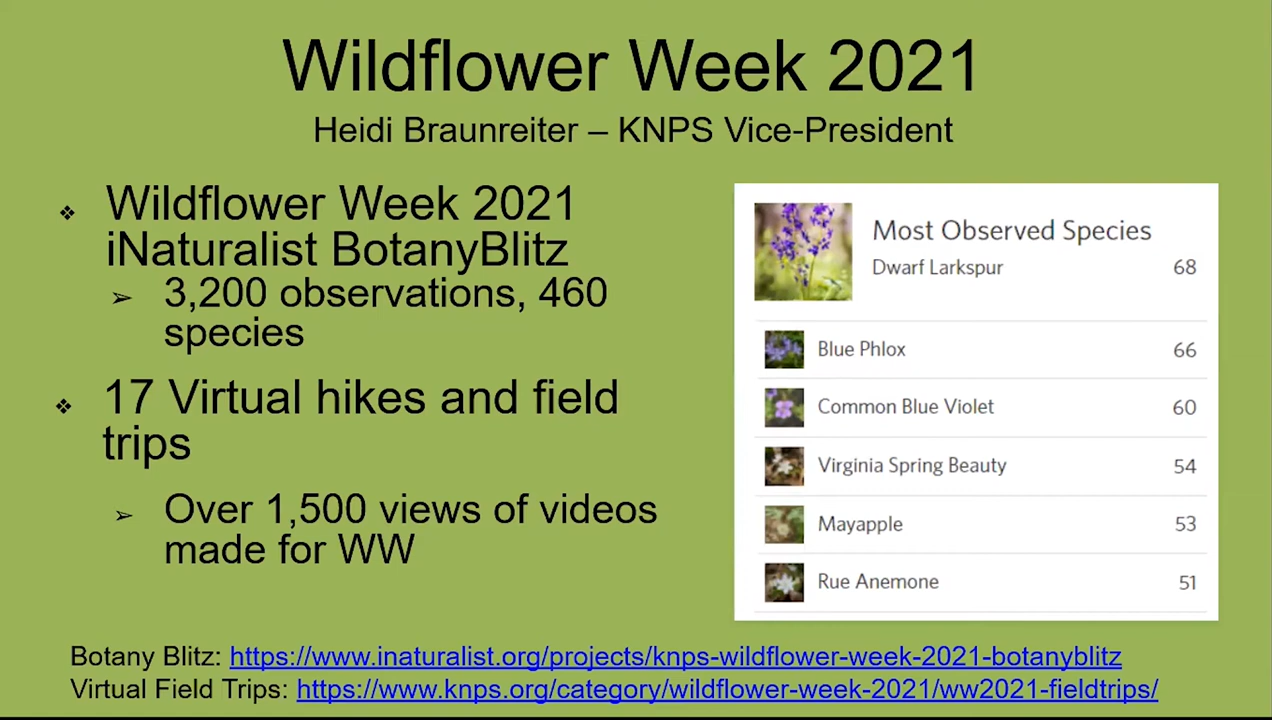 Wildflower Week 2021
Heidi Braunreiter – KNPS Vice-President
Wildflower Week 2021
iNaturalist BotanyBlitz
3,200 observations, 460
species
17 Virtual hikes and field
trips
Over 1,500 views of videos
made for WW
Most Observed Species
Dwarf Larkspur 68
Blue Phlox 66
Common Blue Violet 60
Virginia Spring Beauty 54
Mayapple 53
Rue Anemone 51
Botany Blitz: https://www.inaturalist.org/projects/knps-wildflower-week-2021-botanyblitz
Virtual Field Trips: https://www.knps.org/category/wildflower-week-2021/ww2021-fieldtrips/